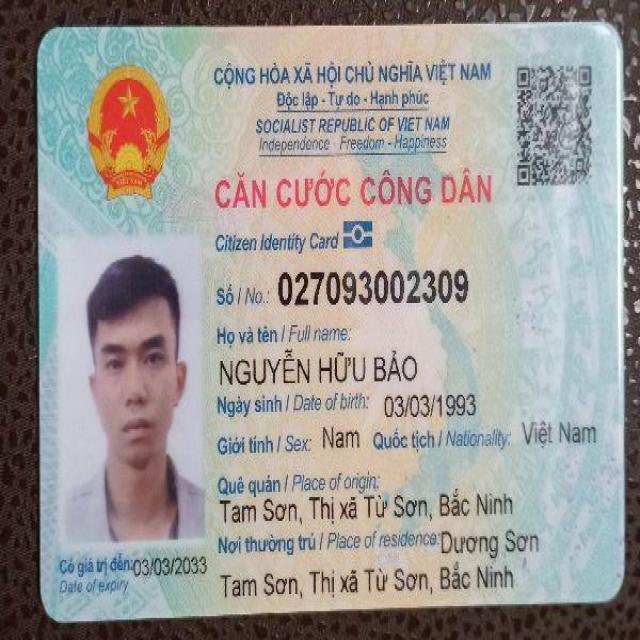 CỘNG HÒA XÃ HỘI CHỦ NGHĨA VIỆT NAM
Độc lập - Tự do - Hạnh phúc
SOCIALIST REPUBLIC OF VIET NAM
Independence - Freedom - Happiness
CĂN CƯỚC CÔNG DÂN
Citizen Identity Card
Số / No.: 027093002309
Họ và tên / Full name:
NGUYỄN HỮU BẢO
Ngày sinh / Date of birth: 03/03/1993
Giới tính / Sex: Nam Quốc tịch / Nationality: Việt Nam
Quê quán / Place of origin:
Tam Sơn, Thị xã Từ Sơn, Bắc Ninh
Nơi thường trú / Place of residence: Dương Sơn
Tam Sơn, Thị xã Từ Sơn, Bắc Ninh
Có giá trị đến: 03/03/2033
Date of expiry